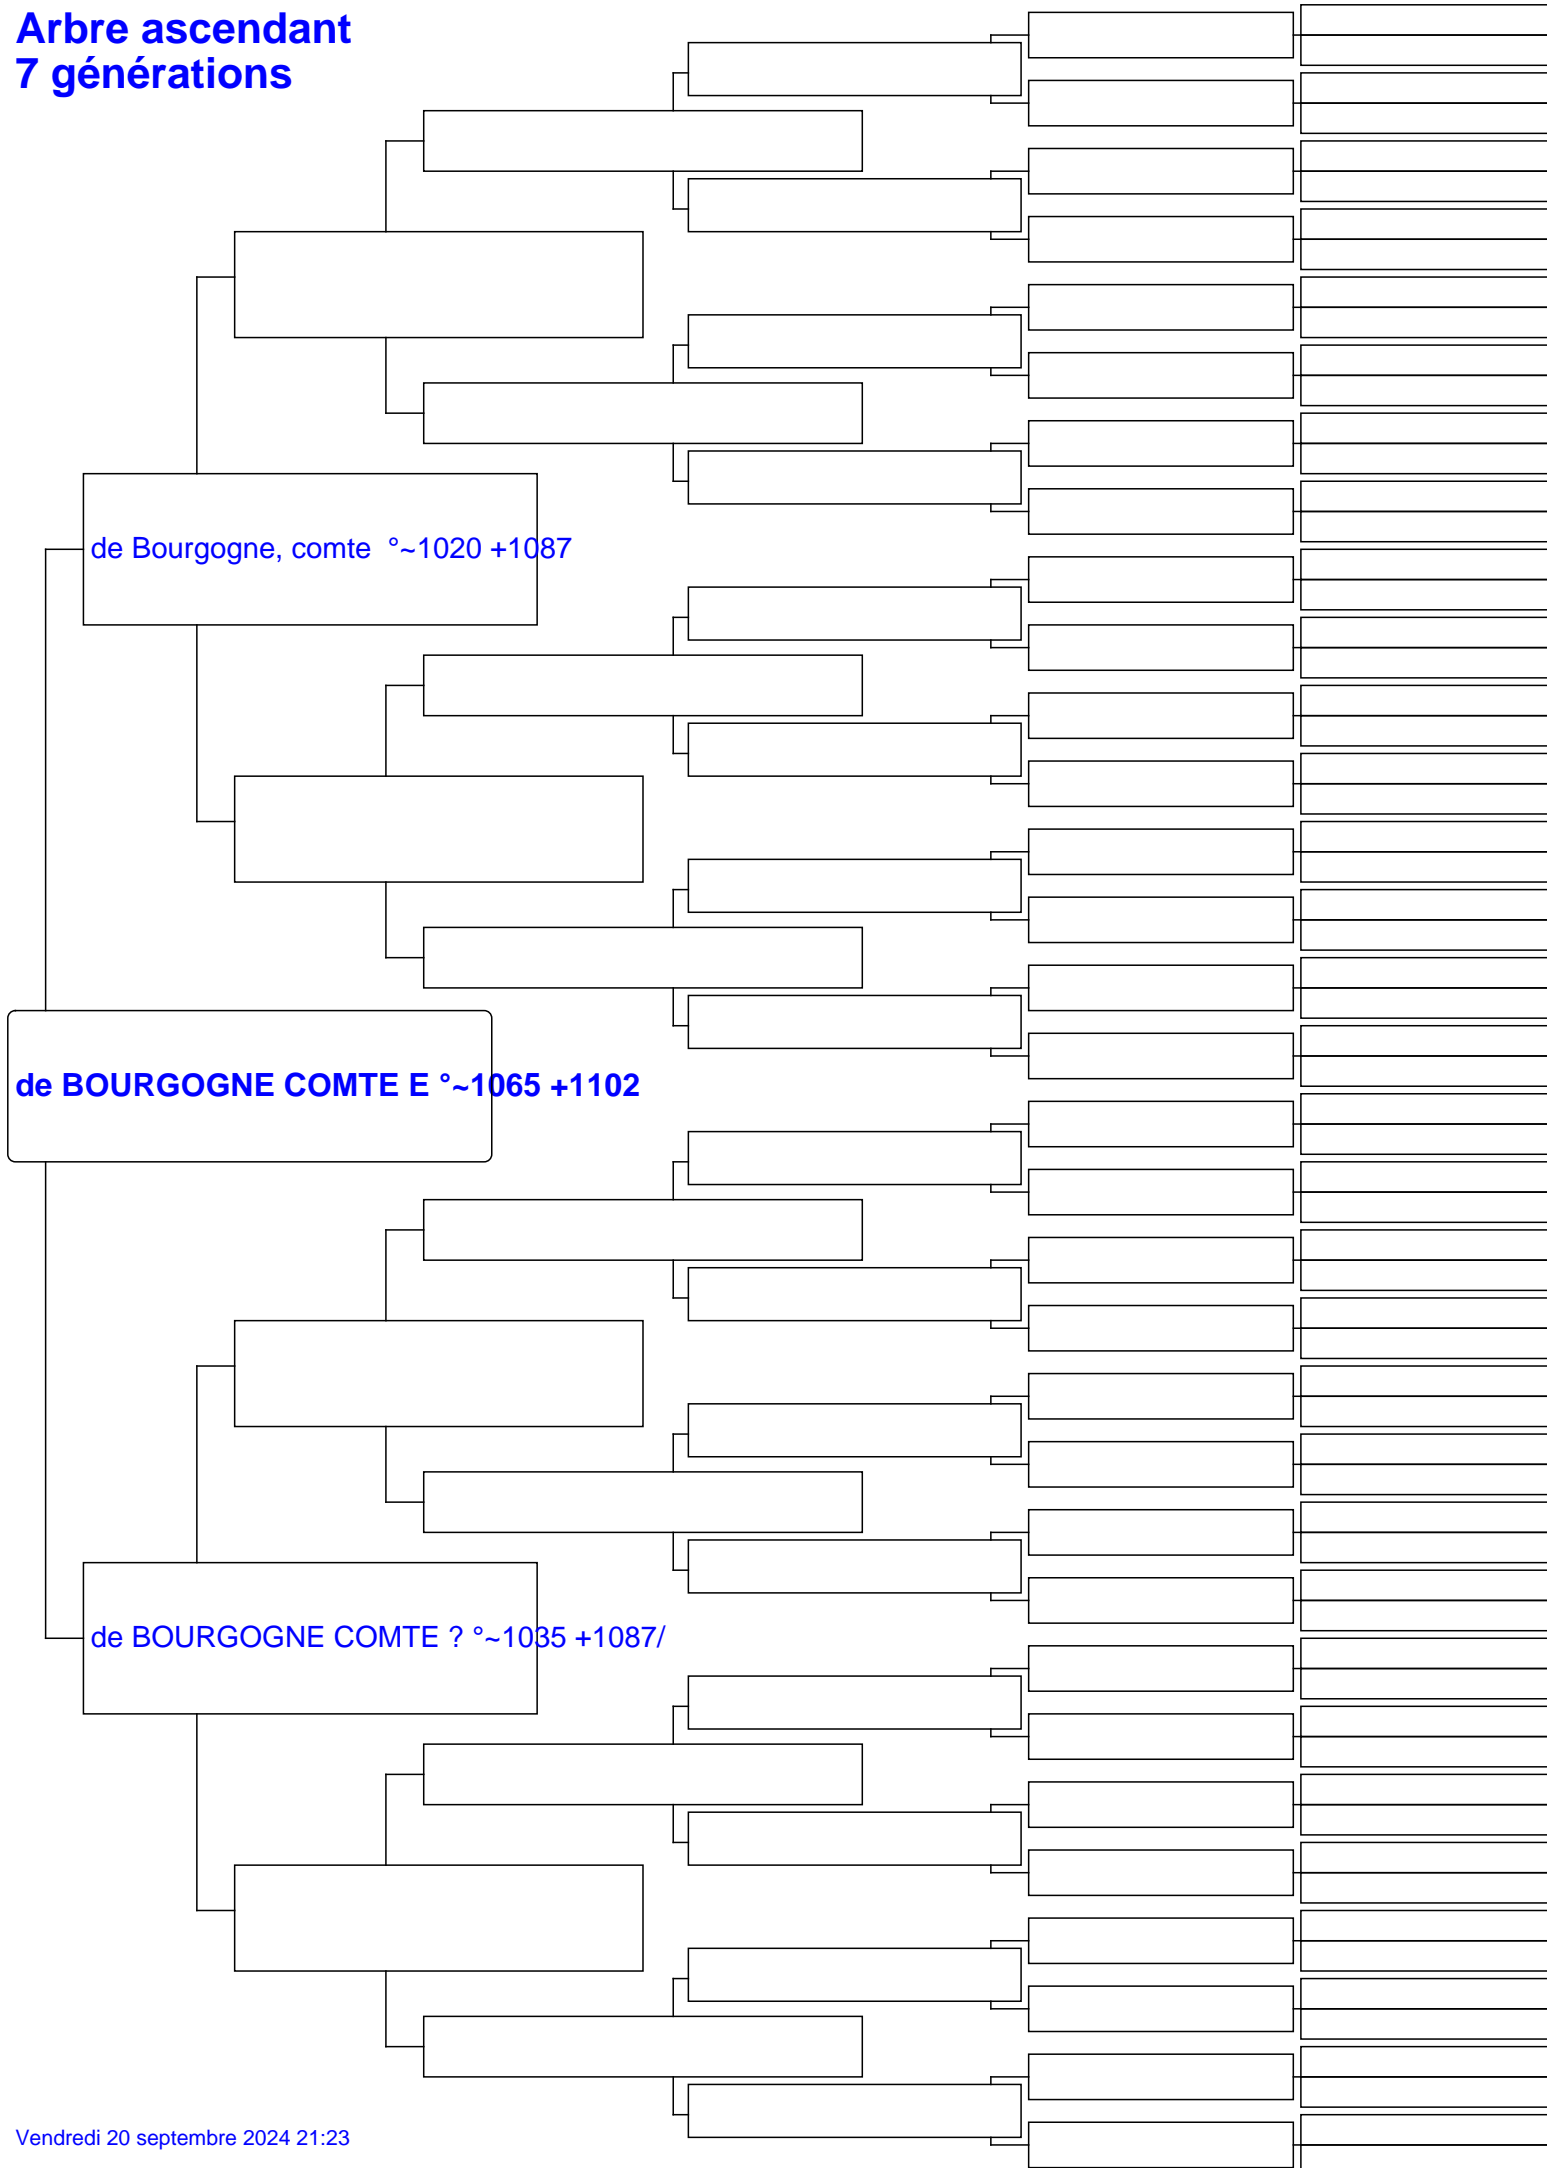 Arbre ascendant
7 générations
de Bourgogne, comte °~1020 +1087
de BOURGOGNE COMTE E °~1065 +1102
de BOURGOGNE COMTE ? °~1035 +1087/
Vendredi 20 septembre 2024 21:23